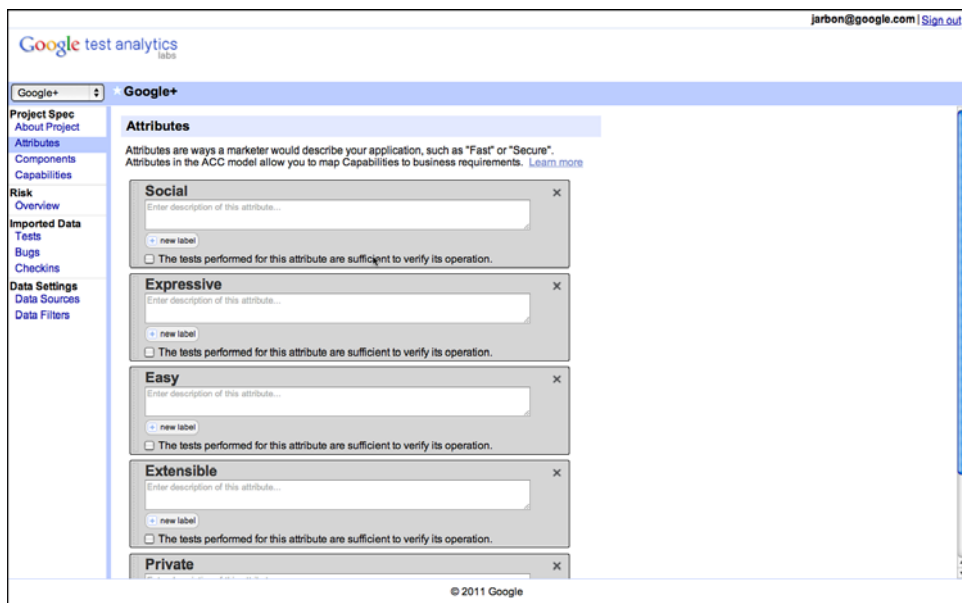 jarbon@google.com | Sign out
Google test analytics
labs
Google+
Google+
Project Spec
About Project
Attributes
Components
Capabilities
Risk
Overview
Imported Data
Tests
Bugs
Checkins
Data Settings
Data Sources
Data Filters
Attributes
Attributes are ways a marketer would describe your application, such as "Fast" or "Secure".
Attributes in the ACC model allow you to map Capabilities to business requirements. Learn more
Social
Enter description of this attribute...
+ new label
The tests performed for this attribute are sufficient to verify its operation.
Expressive
Enter description of this attribute...
+ new label
The tests performed for this attribute are sufficient to verify its operation.
Easy
Enter description of this attribute...
+ new label
The tests performed for this attribute are sufficient to verify its operation.
Extensible
Enter description of this attribute...
+ new label
The tests performed for this attribute are sufficient to verify its operation.
Private
© 2011 Google